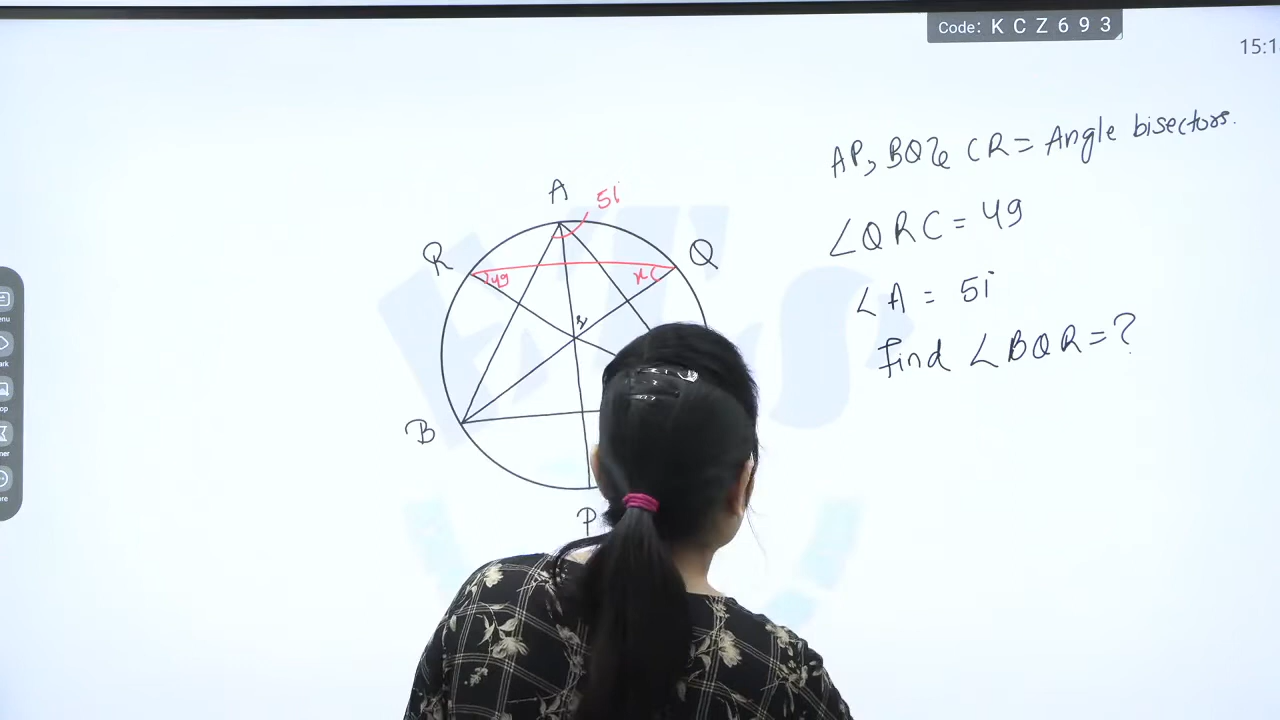 Code: K C Z 6 9 3
15:1
AP, BQ & CR = Angle bisectors.
∠QRC = 49
∠A = 51
find ∠BQR = ?
A
51
R
Q
49
x
B
P